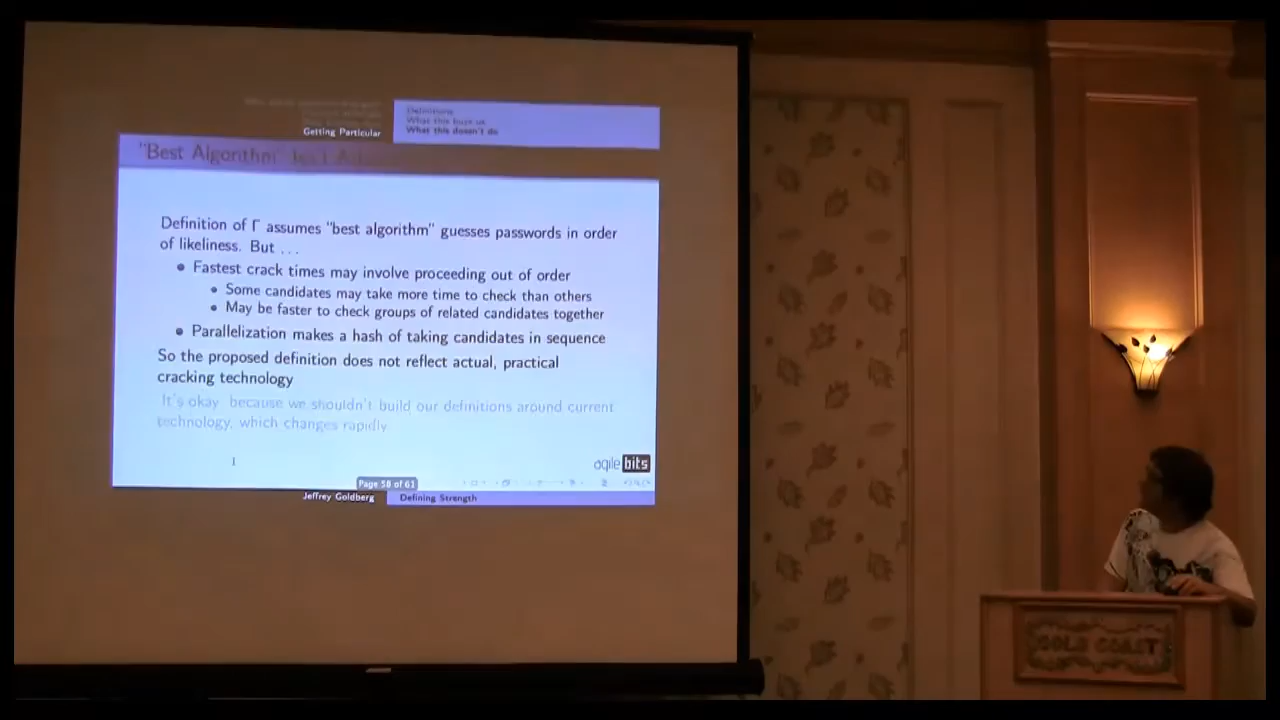 Getting Particular
Definitions
What this buys us
What this doesn't do
"Best Algorithm"
Definition of Γ assumes "best algorithm" guesses passwords in order
of likeliness. But ...
• Fastest crack times may involve proceeding out of order
• Some candidates may take more time to check than others
• May be faster to check groups of related candidates together
• Parallelization makes a hash of taking candidates in sequence
So the proposed definition does not reflect actual, practical
cracking technology
It's okay because we shouldn't build our definitions around current
technology, which changes rapidly
agilebits
Page 58 of 61
Jeffrey Goldberg
Defining Strength
GOLD COAST